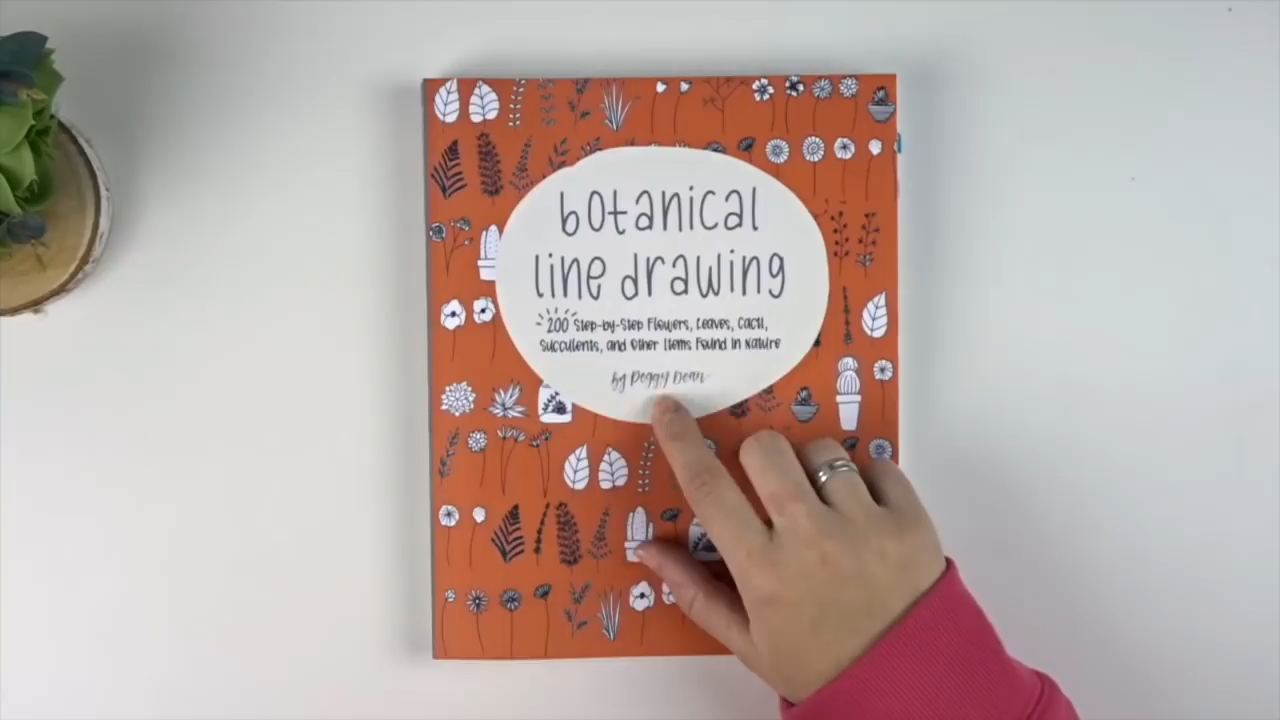 botanical
line drawing
200 Step-by-Step Flowers, Leaves, Cacti,
Succulents, and Other Items Found in Nature
by Peggy Dean